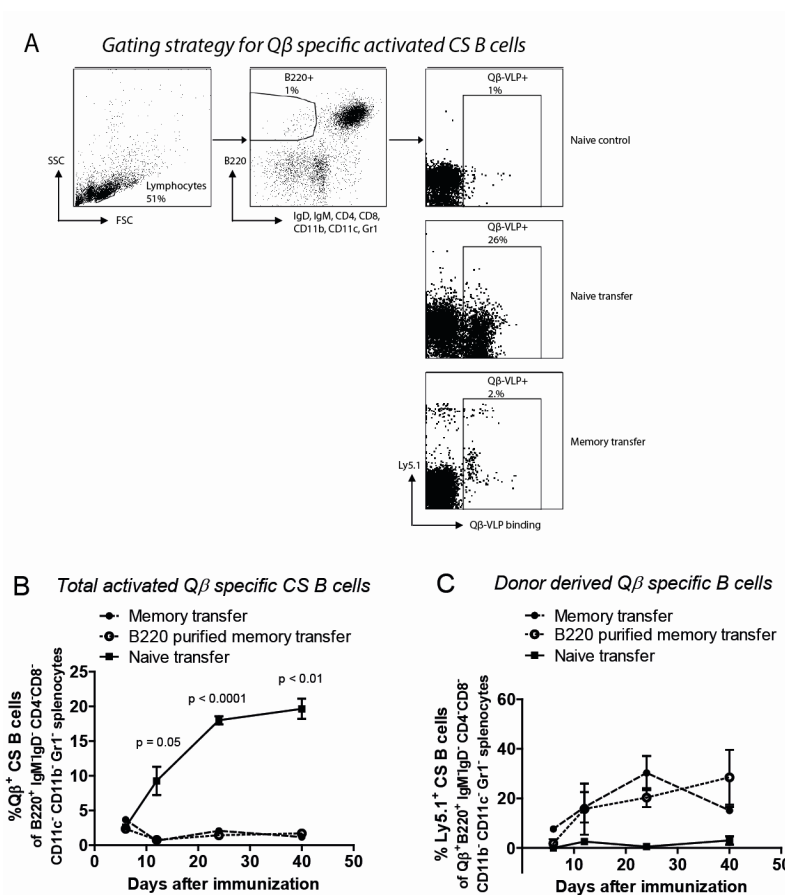 A
Gating strategy for Qβ specific activated CS B cells
SSC
FSC
Lymphocytes
51%
B220+
1%
B220
IgD, IgM, CD4, CD8,
CD11b, CD11c, Gr1
Qβ-VLP+
1%
Naive control
Qβ-VLP+
26%
Naive transfer
Qβ-VLP+
2.%
Memory transfer
Ly5.1
Qβ-VLP binding
B
Total activated Qβ specific CS B cells
Memory transfer
B220 purified memory transfer
Naive transfer
%Qβ⁺ CS B cells
of B220⁺ IgM⁻IgD⁻ CD4⁻CD8⁻
CD11c⁻ CD11b⁻ Gr1⁻ splenocytes
25
20
15
10
5
0
p = 0.05
p < 0.0001
p < 0.01
0 10 20 30 40 50
Days after immunization
C
Donor derived Qβ specific B cells
Memory transfer
B220 purified memory transfer
Naive transfer
% Ly5.1⁺ CS B cells
of Qβ⁺ B220⁺ IgM⁻IgD⁻ CD4⁻CD8⁻
CD11b⁻ CD11c⁻ Gr1⁻ splenocytes
60
40
20
0
10 20 30 40 50
Days after immunization